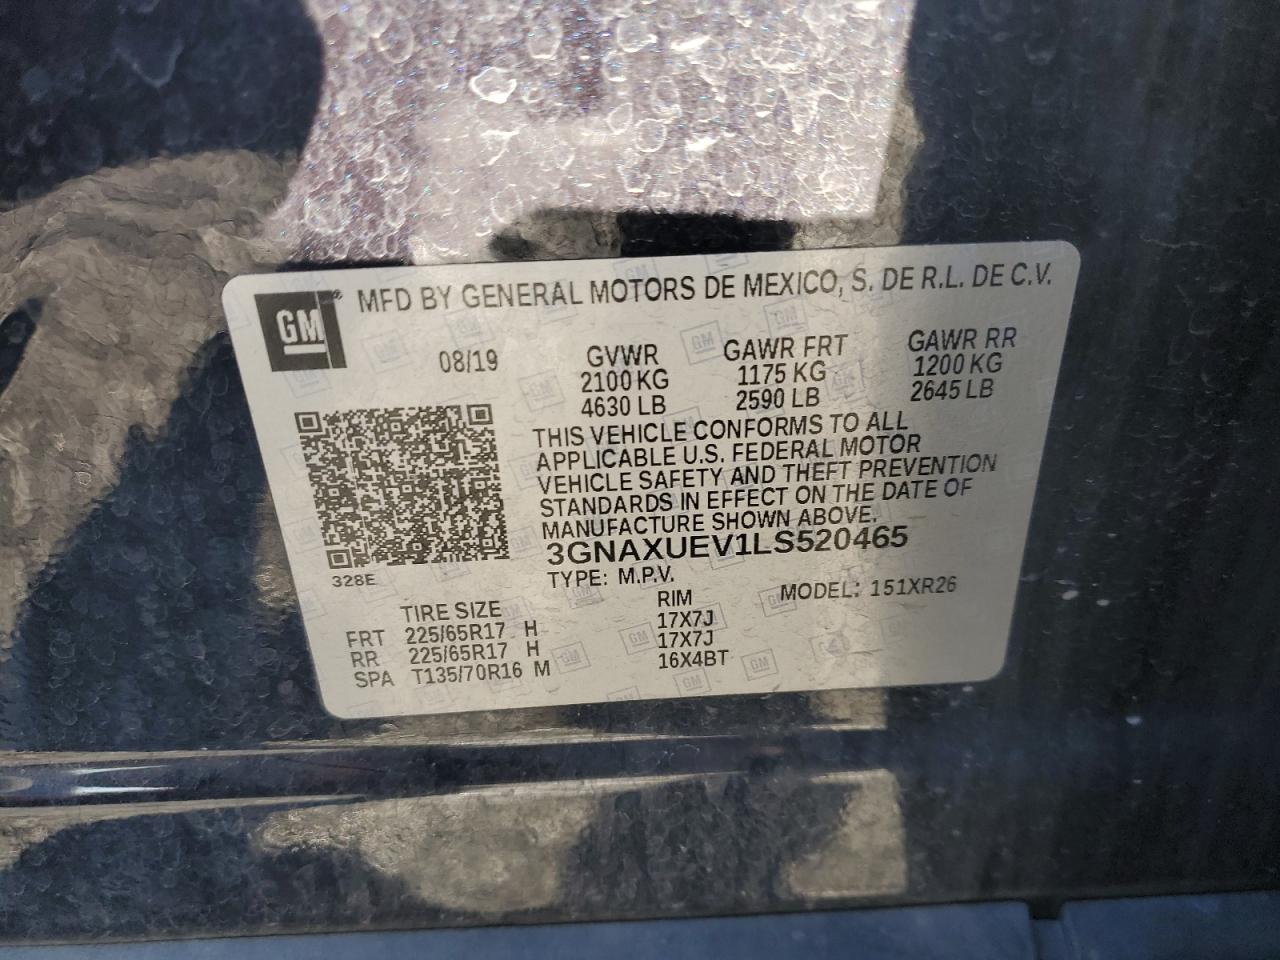 GM ® MFD BY GENERAL MOTORS DE MEXICO, S. DE R.L. DE C.V.
08/19
GVWR
2100 KG
4630 LB
GAWR FRT
1175 KG
2590 LB
GAWR RR
1200 KG
2645 LB
THIS VEHICLE CONFORMS TO ALL
APPLICABLE U.S. FEDERAL MOTOR
VEHICLE SAFETY AND THEFT PREVENTION
STANDARDS IN EFFECT ON THE DATE OF
MANUFACTURE SHOWN ABOVE.
3GNAXUEV1LS520465
328E
TYPE: M.P.V.
MODEL: 151XR26
TIRE SIZE RIM
FRT 225/65R17 H 17X7J
RR 225/65R17 H 17X7J
SPA T135/70R16 M 16X4BT